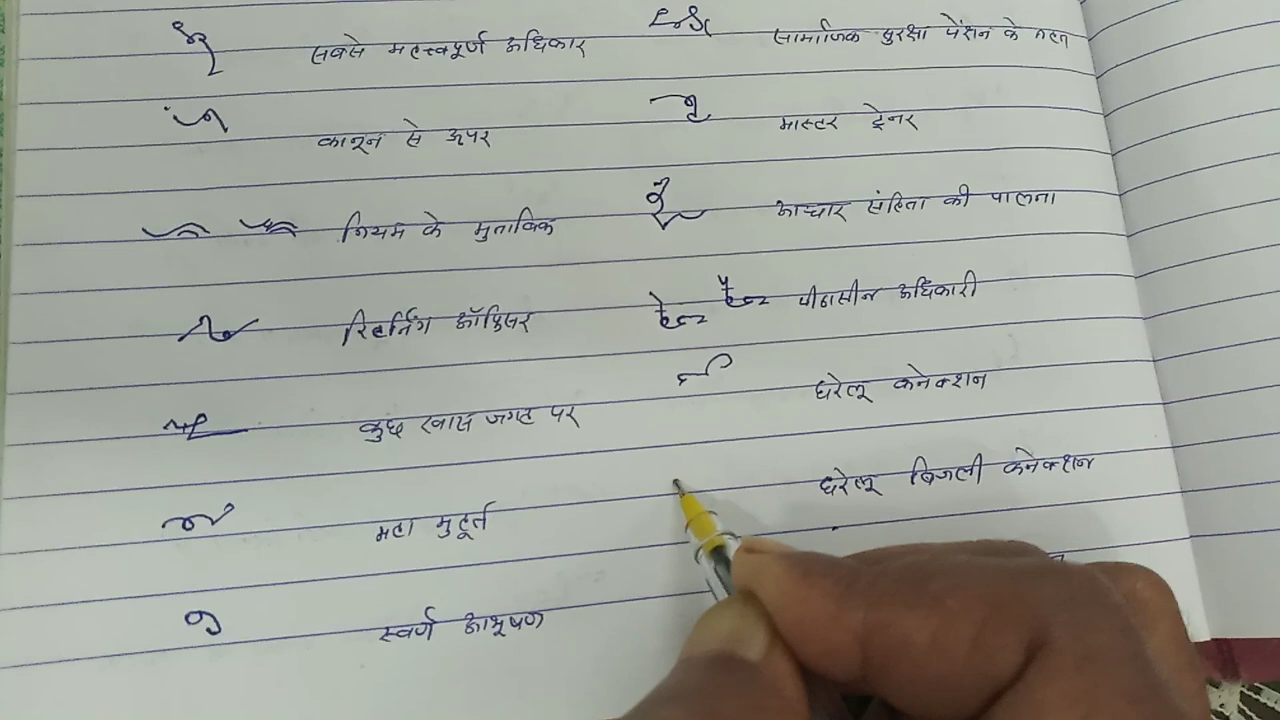 सबसे महत्त्वपूर्ण अधिकार
सामाजिक सुरक्षा पेंशन के तहत
कानून से ऊपर
मास्टर ट्रेनर
नियम के मुताबिक
आचार संहिता की पालना
रिटर्निंग ऑफिसर
पीठासीन अधिकारी
कुछ खास जगह पर
घरेलू कनेक्शन
महा मुहूर्त
घरेलू बिजली कनेक्शन
स्वर्ण आभूषण